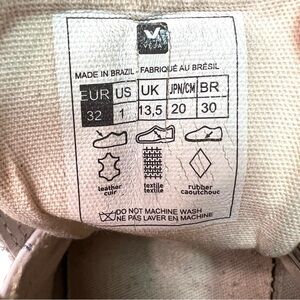 VEJA
MADE IN BRAZIL - FABRIQUÉ AU BRÉSIL
EUR US UK JPN/CM BR
32 1 13,5 20 30
leather textile rubber
cuir textile caoutchouc
DO NOT MACHINE WASH
NE PAS LAVER EN MACHINE